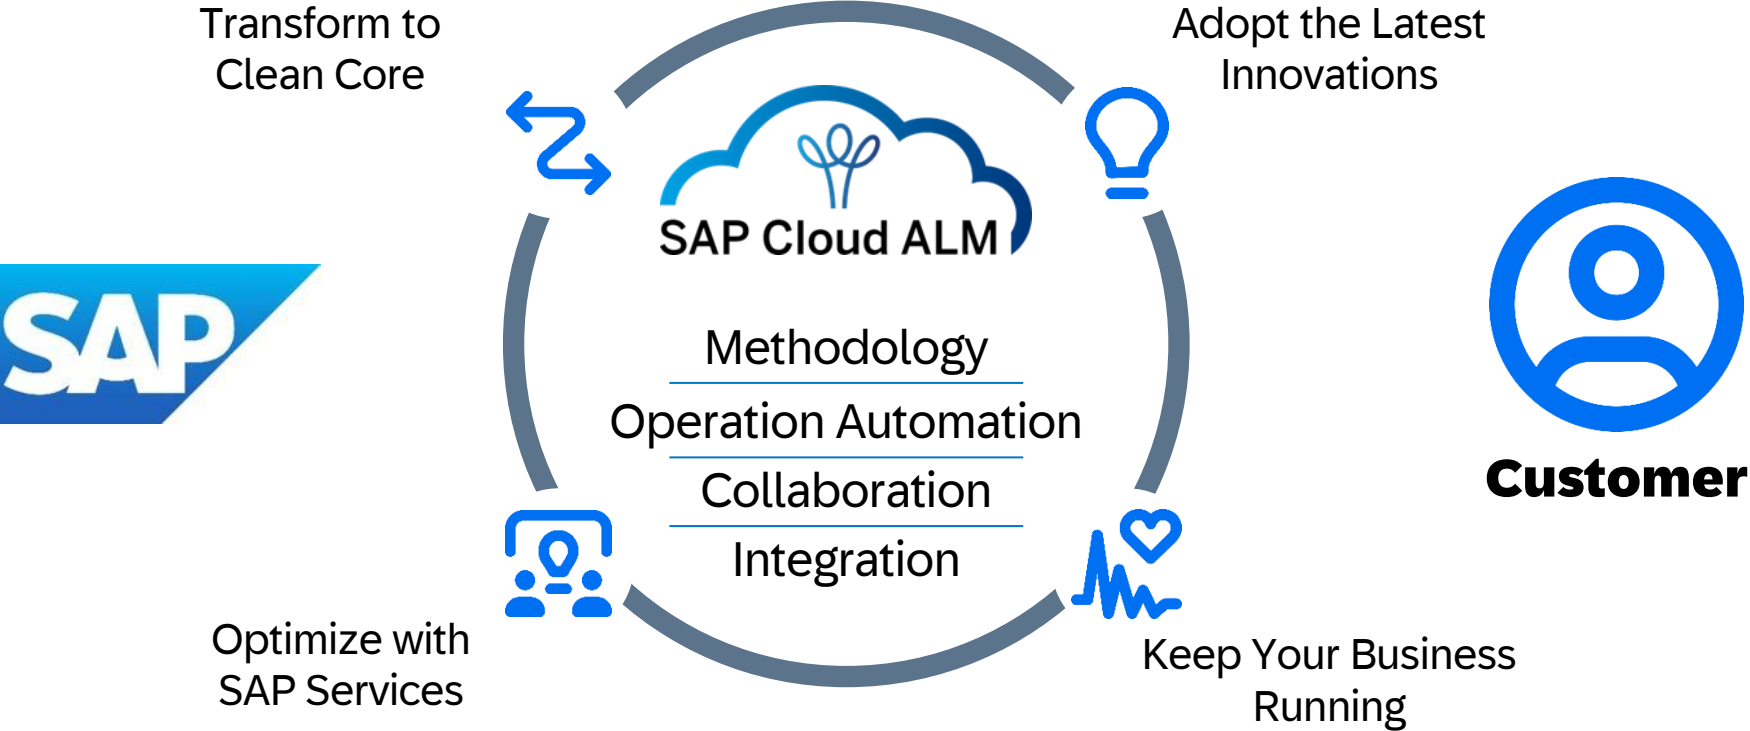 Transform to
Clean Core
Adopt the Latest
Innovations
SAP Cloud ALM
SAP
Methodology
Operation Automation
Collaboration
Integration
Customer
Optimize with
SAP Services
Keep Your Business
Running